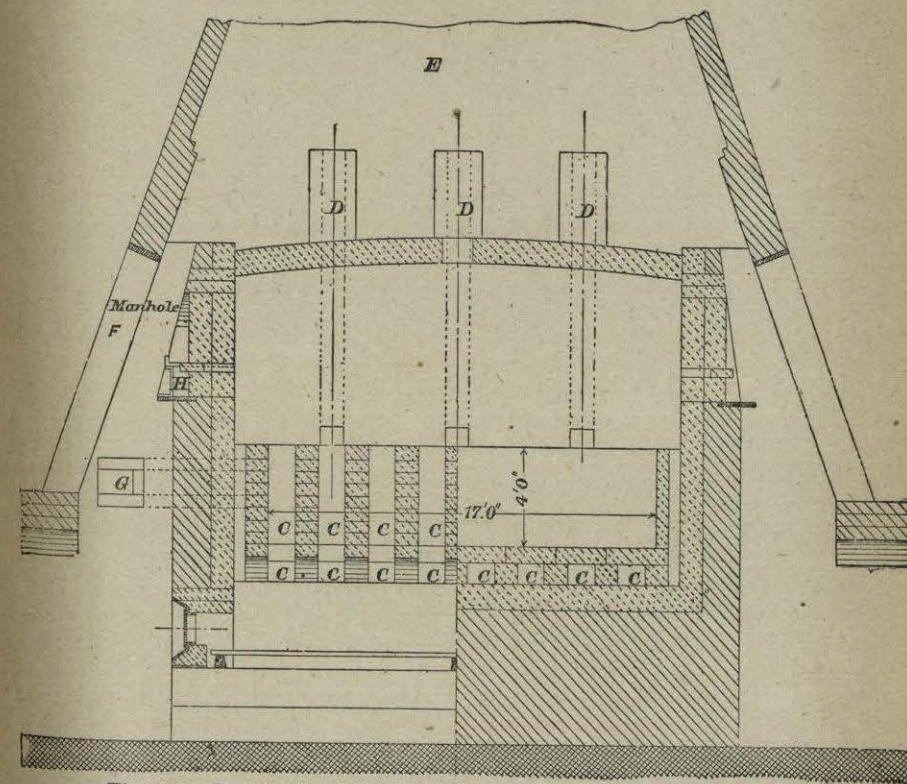 E
D D D
Manhole
F
H
G
4'0"
17'0"
C C C C
C C C C C C C C